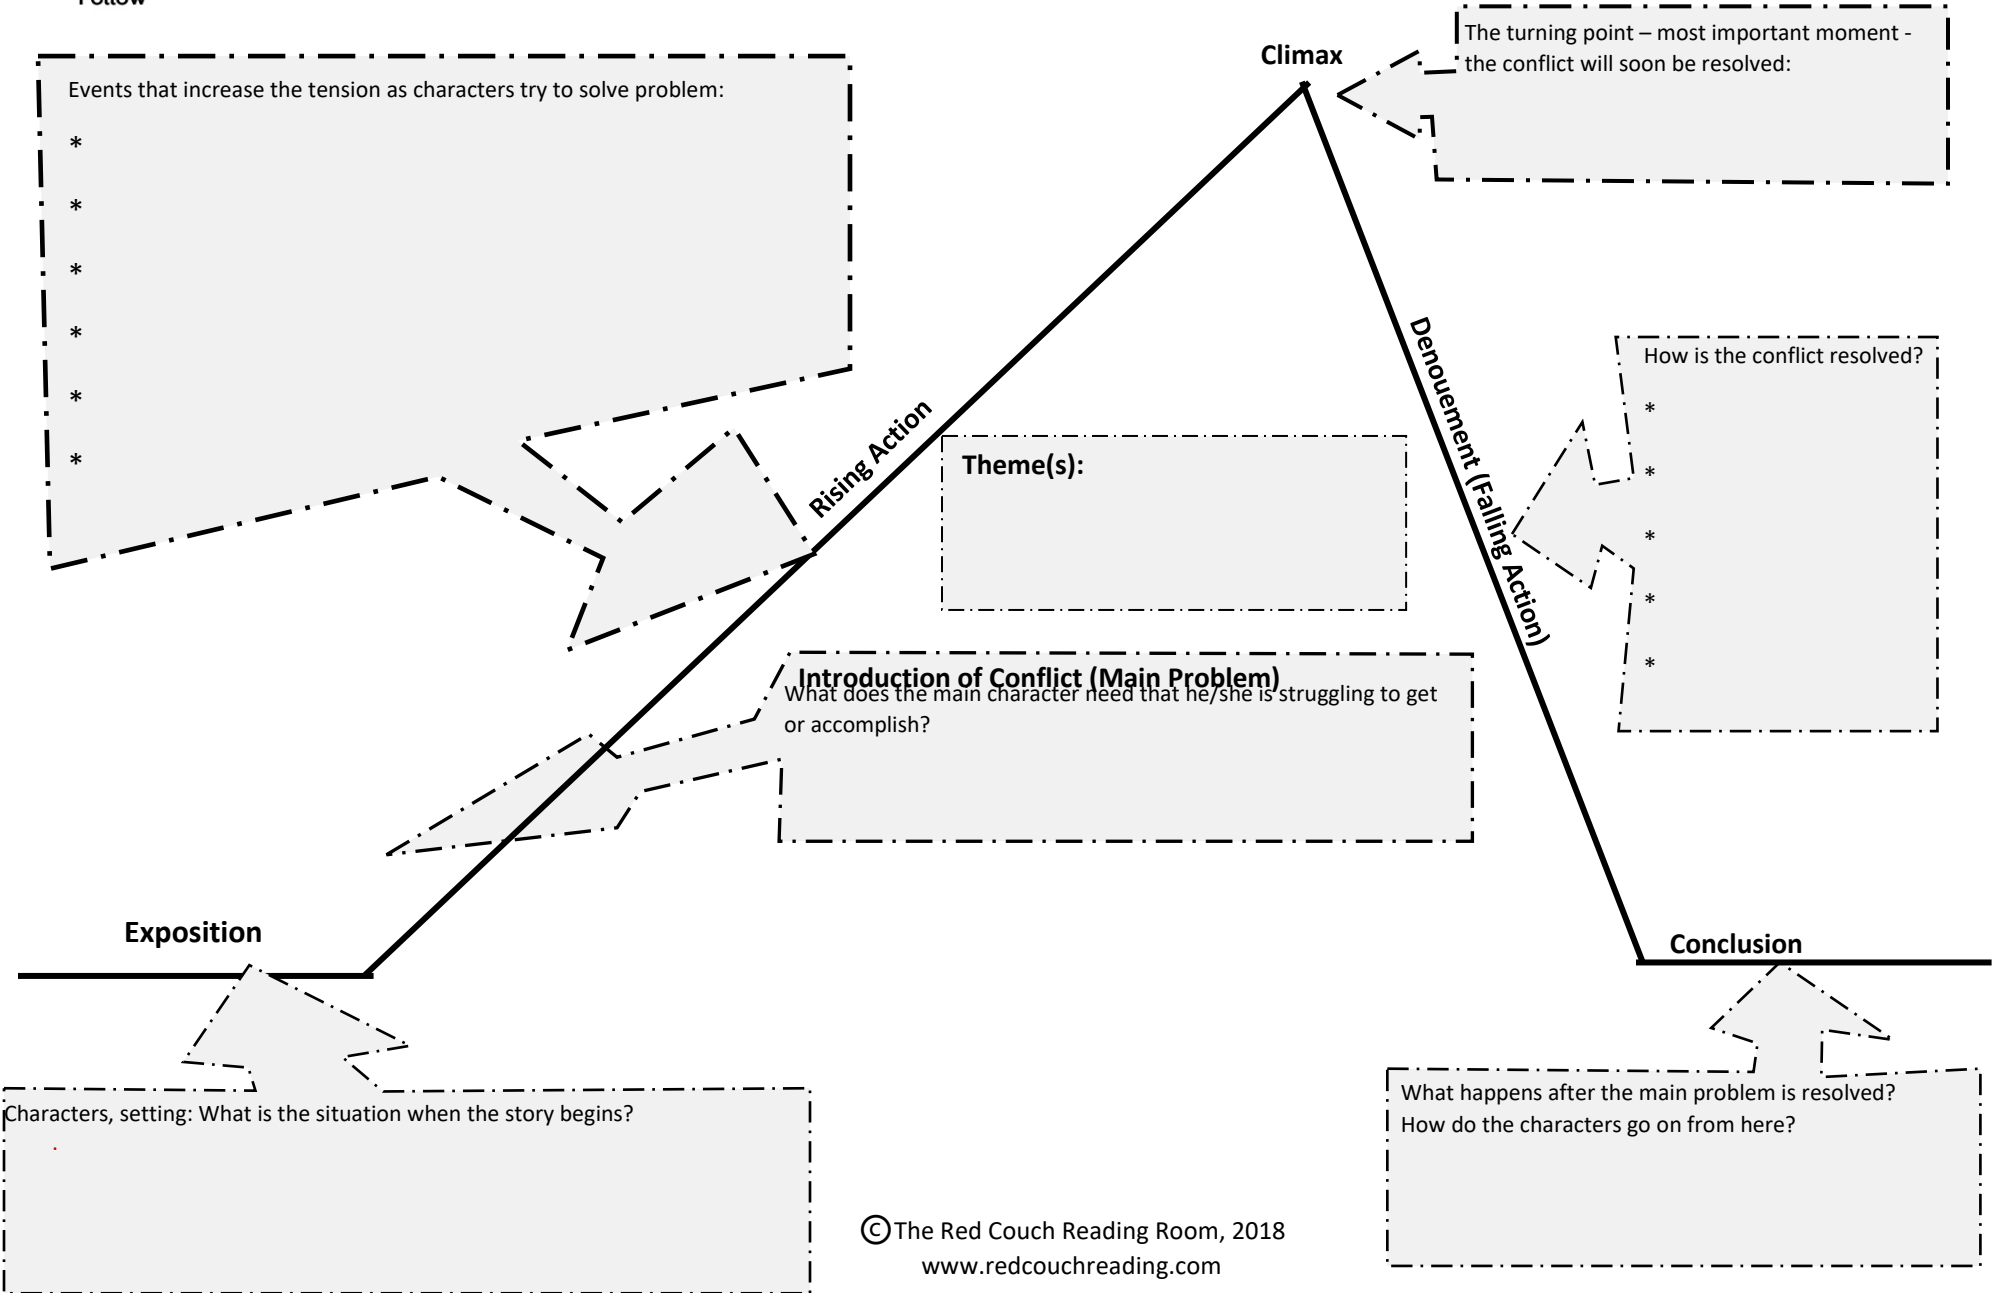 Follow
Climax
The turning point – most important moment -
the conflict will soon be resolved:
Events that increase the tension as characters try to solve problem:
*
*
*
*
*
*
Rising Action
Denouement (Falling Action)
How is the conflict resolved?
*
*
*
*
*
Theme(s):
Introduction of Conflict (Main Problem)
What does the main character need that he/she is struggling to get
or accomplish?
Exposition
Conclusion
Characters, setting: What is the situation when the story begins?
.
What happens after the main problem is resolved?
How do the characters go on from here?
©The Red Couch Reading Room, 2018
www.redcouchreading.com